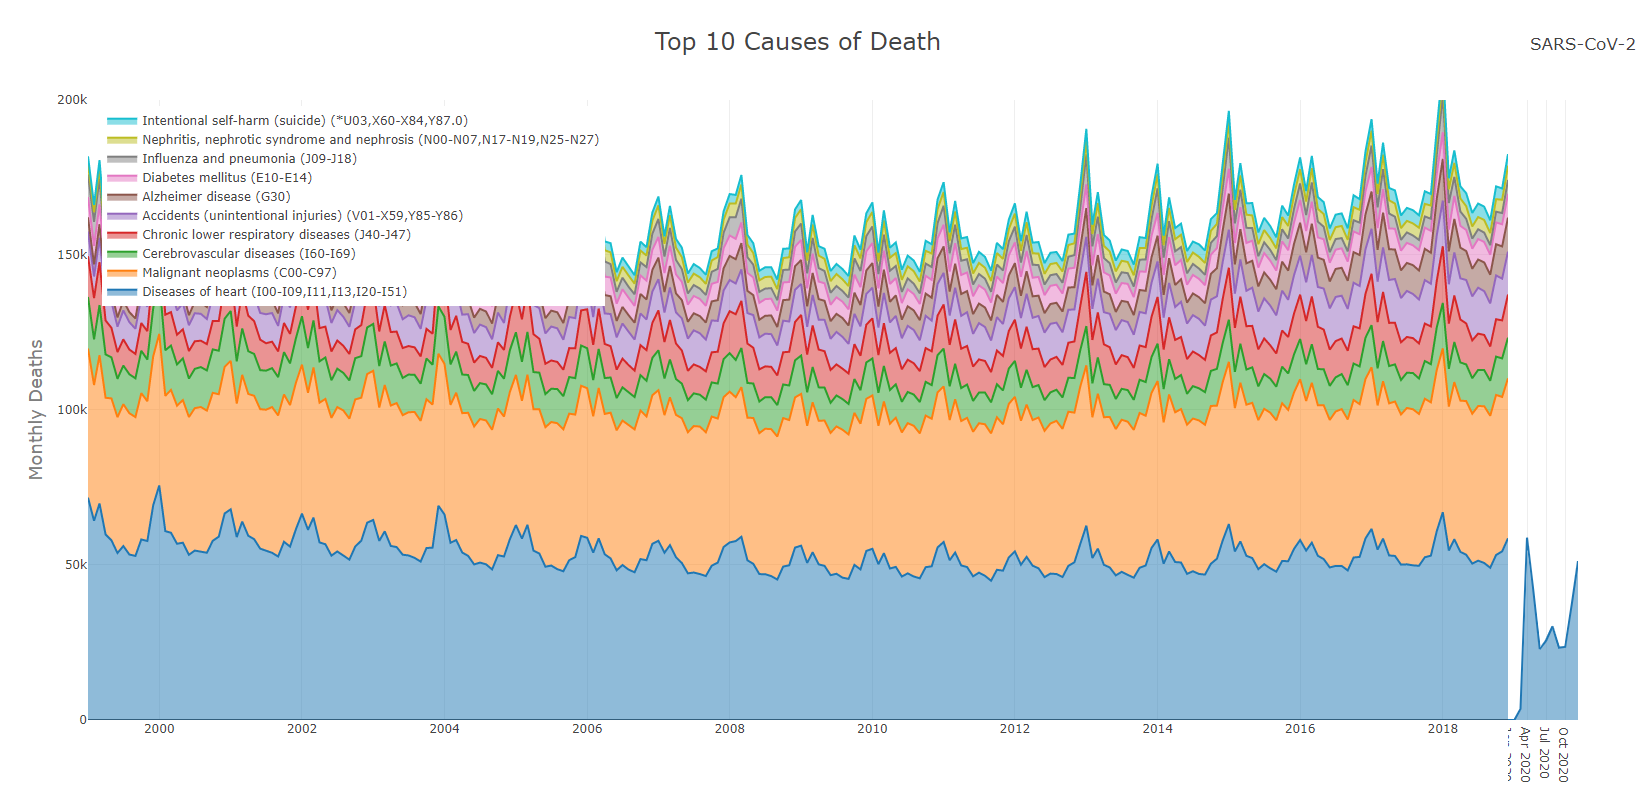 Top 10 Causes of Death
SARS-CoV-2
200k
150k
100k
50k
0
Monthly Deaths
Intentional self-harm (suicide) (*U03,X60-X84,Y87.0)
Nephritis, nephrotic syndrome and nephrosis (N00-N07,N17-N19,N25-N27)
Influenza and pneumonia (J09-J18)
Diabetes mellitus (E10-E14)
Alzheimer disease (G30)
Accidents (unintentional injuries) (V01-X59,Y85-Y86)
Chronic lower respiratory diseases (J40-J47)
Cerebrovascular diseases (I60-I69)
Malignant neoplasms (C00-C97)
Diseases of heart (I00-I09,I11,I13,I20-I51)
2000
2002
2004
2006
2008
2010
2012
2014
2016
2018
Apr 2020
Jul 2020
Oct 2020